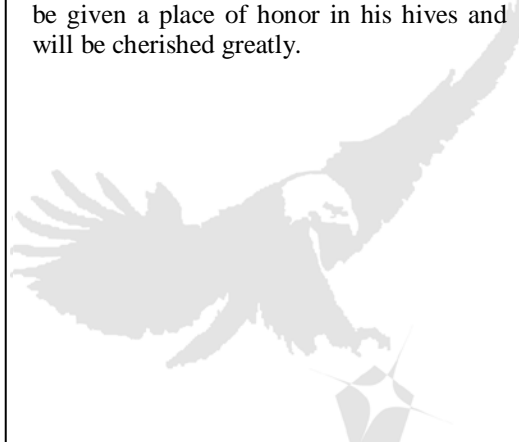 be given a place of honor in his hives and
will be cherished greatly.